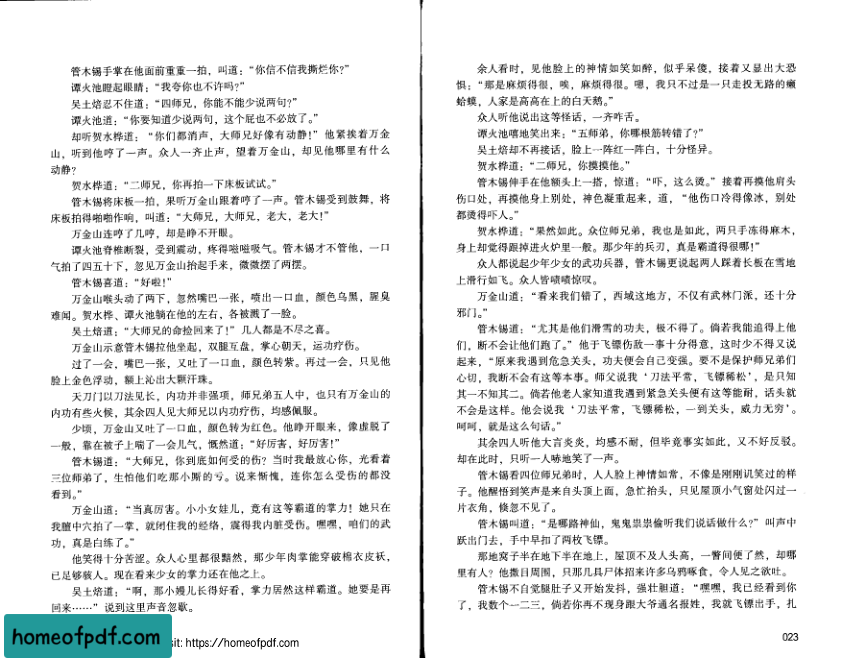 管木锡手掌在他面前重重一拍，叫道：“你信不信我撕烂你？”
谭火池瞪起眼睛：“我夸你也不许吗？”
吴土焙忍不住道：“四师兄，你能不能少说两句？”
谭火池道：“你要知道少说两句，这个屁也不必放了。”
却听贺水桦道：“你们都消声，大师兄好像有动静！”他紧挨着万金
山，听到他哼了一声。众人一齐止声，望着万金山，却见他哪里有什么
动静？
贺水桦道：“二师兄，你再拍一下床板试试。”
管木锡将床板一拍，果听万金山跟着哼了一声。管木锡受到鼓舞，将
床板拍得啪啪作响，叫道：“大师兄，大师兄，老大，老大！”
万金山连哼了几哼，却是睁不开眼。
谭火池脊椎断裂，受到震动，疼得嗞嗞吸气。管木锡才不管他，一口
气拍了四五十下，忽见万金山抬起手来，微微摆了两摆。
管木锡喜道：“好啦！”
万金山喉头动了两下，忽然嘴巴一张，喷出一口血，颜色乌黑，腥臭
难闻。贺水桦、谭火池躺在他的左右，各被溅了一脸。
吴土焙道：“大师兄的命捡回来了！”几人都是不尽之喜。
万金山示意管木锡拉他坐起，双腿互盘，掌心朝天，运功疗伤。
过了一会，嘴巴一张，又吐了一口血，颜色转紫。再过一会，只见他
脸上金色浮动，额上沁出大颗汗珠。
天刀门以刀法见长，内功并非强项，师兄弟五人中，也只有万金山的
内功有些火候，其余四人见大师兄以内功疗伤，均感佩服。
少顷，万金山又吐了一口血，颜色转为红色。他睁开眼来，像虚脱了
一般，靠在被子上喘了一会儿气，慨然道：“好厉害，好厉害！”
管木锡道：“大师兄，你到底如何受的伤？当时我最放心你，光看着
三位师弟了，生怕他们吃那小厮的亏。说来惭愧，连你怎么受伤的都没
看到。”
万金山道：“当真厉害。小小女娃儿，竟有这等霸道的掌力！她只在
我膻中穴拍了一掌，就闭住我的经络，震得我内脏受伤。嘿嘿，咱们的武
功，真是白练了。”
他笑得十分苦涩。众人心里都很黯然，那少年肉掌能穿破棉衣皮袄，
已足够骇人。现在看来少女的掌力还在他之上。
吴土焙道：“啊，那小嫚儿长得好看，掌力居然这样霸道。她要是再
回来……”说到这里声音忽歇。
余人看时，见他脸上的神情如笑如醉，似乎呆傻，接着又显出大恐
惧：“那是麻烦得很，唉，麻烦得很。嗯，我只不过是一只走投无路的癞
蛤蟆，人家是高高在上的白天鹅。”
众人听他说出这等怪话，一齐咋舌。
谭火池嘻地笑出来：“五师弟，你哪根筋转错了？”
吴土焙却不再接话，脸上一阵红一阵白，十分怪异。
贺水桦道：“二师兄，你摸摸他。”
管木锡伸手在他额头上一搭，惊道：“吓，这么烫。”接着再摸他肩头
伤口处，再摸他身上别处，神色凝重起来，道，“他伤口冷得像冰，别处
都烫得吓人。”
贺水桦道：“果然如此。众位师兄弟，我也是如此，两只手冻得麻木，
身上却觉得跟掉进火炉里一般。那少年的兵刃，真是霸道得很哪！”
众人都说起少年少女的武功兵器，管木锡更说起两人踩着长板在雪地
上滑行如飞。众人皆啧啧惊叹。
万金山道：“看来我们错了，西域这地方，不仅有武林门派，还十分
邪门。”
管木锡道：“尤其是他们滑雪的功夫，极不得了。倘若我能追得上他
们，断不会让他们跑了。”他于飞镖伤敌一事十分得意，这时少不得又说
起来，“原来我遇到危急关头，功夫便会自己变强。要不是保护师兄弟们
心切，我断不会有这等本事。师父说我‘刀法平常，飞镖稀松’，是只知
其一不知其二。倘若他老人家知道我遇到紧急关头便有这等能耐，话头就
不会是这样。他会说我‘刀法平常，飞镖稀松，一到关头，威力无穷’。
呵呵，就是这么句话。”
其余四人听他大言炎炎，均感不耐，但毕竟事实如此，又不好反驳。
却在此时，只听一人咏地笑了一声。
管木锡看四位师兄弟时，人人脸上神情如常，不像是刚刚讥笑过的样
子。他醒悟到笑声是来自头顶上面，急忙抬头，只见屋顶小气窗处闪过一
片衣角，倏忽不见了。
管木锡叫道：“是哪路神仙，鬼鬼祟祟偷听我们说话做什么？”叫声中
跃出门去，手中早扣了两枚飞镖。
那地窝子半在地下半在地上，屋顶不及人头高，一瞥间便了然，却哪
里有人？他撒目周围，只那几具尸体招来许多乌鸦啄食，令人见之欲吐。
管木锡不自觉腿肚子又开始发抖，强壮胆道：“嘿嘿，我已经看到你
了，我数个一二三，倘若你再不现身跟大爷通名报姓，我就飞镖出手，扎
homeofpdf.com
sit: https://homeofpdf.com
023